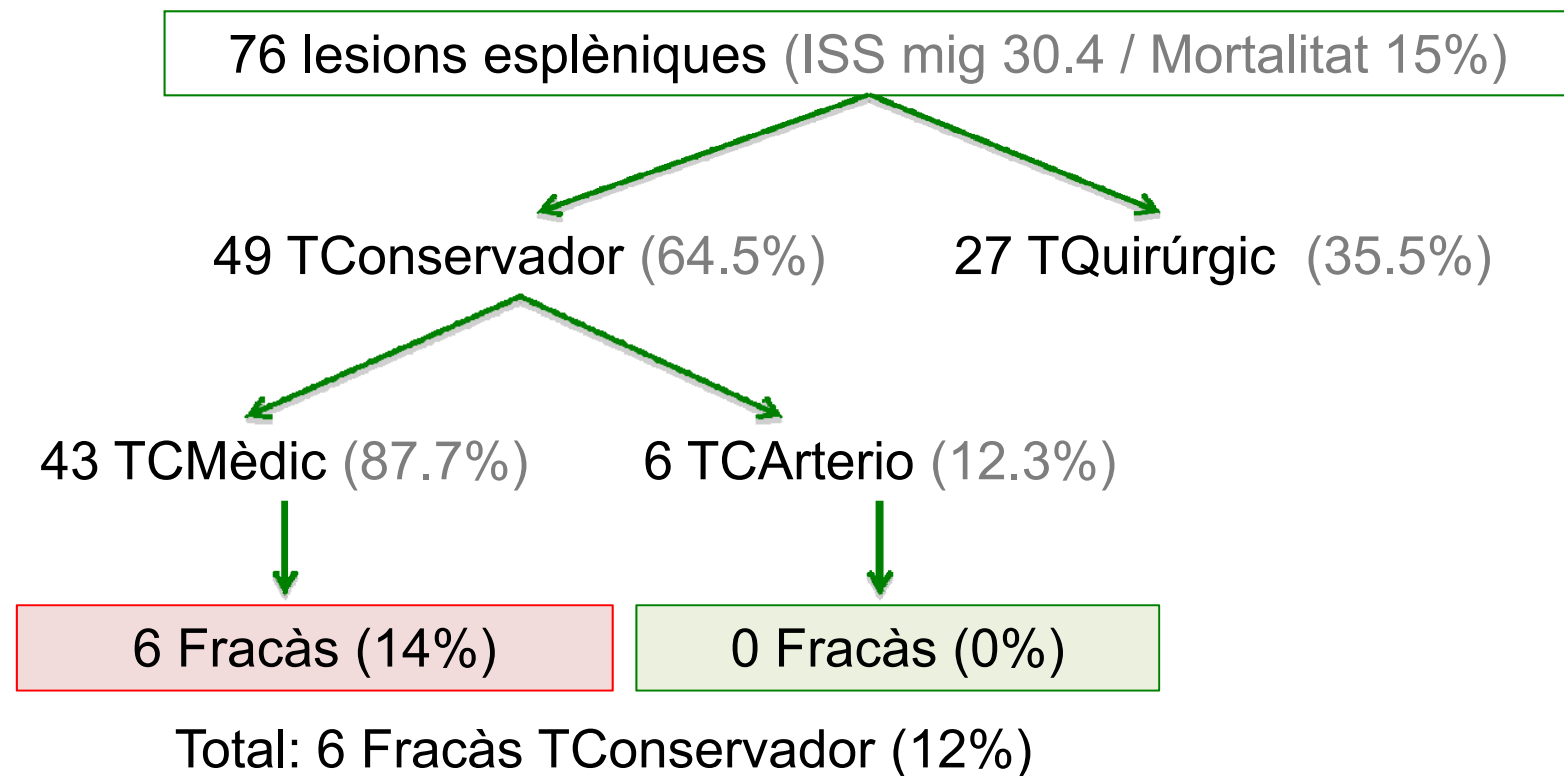 76 lesions esplèniques (ISS mig 30.4 / Mortalitat 15%)
49 TConservador (64.5%)
27 TQuirúrgic (35.5%)
43 TCMèdic (87.7%)
6 TCArterio (12.3%)
6 Fracàs (14%)
0 Fracàs (0%)
Total: 6 Fracàs TConservador (12%)